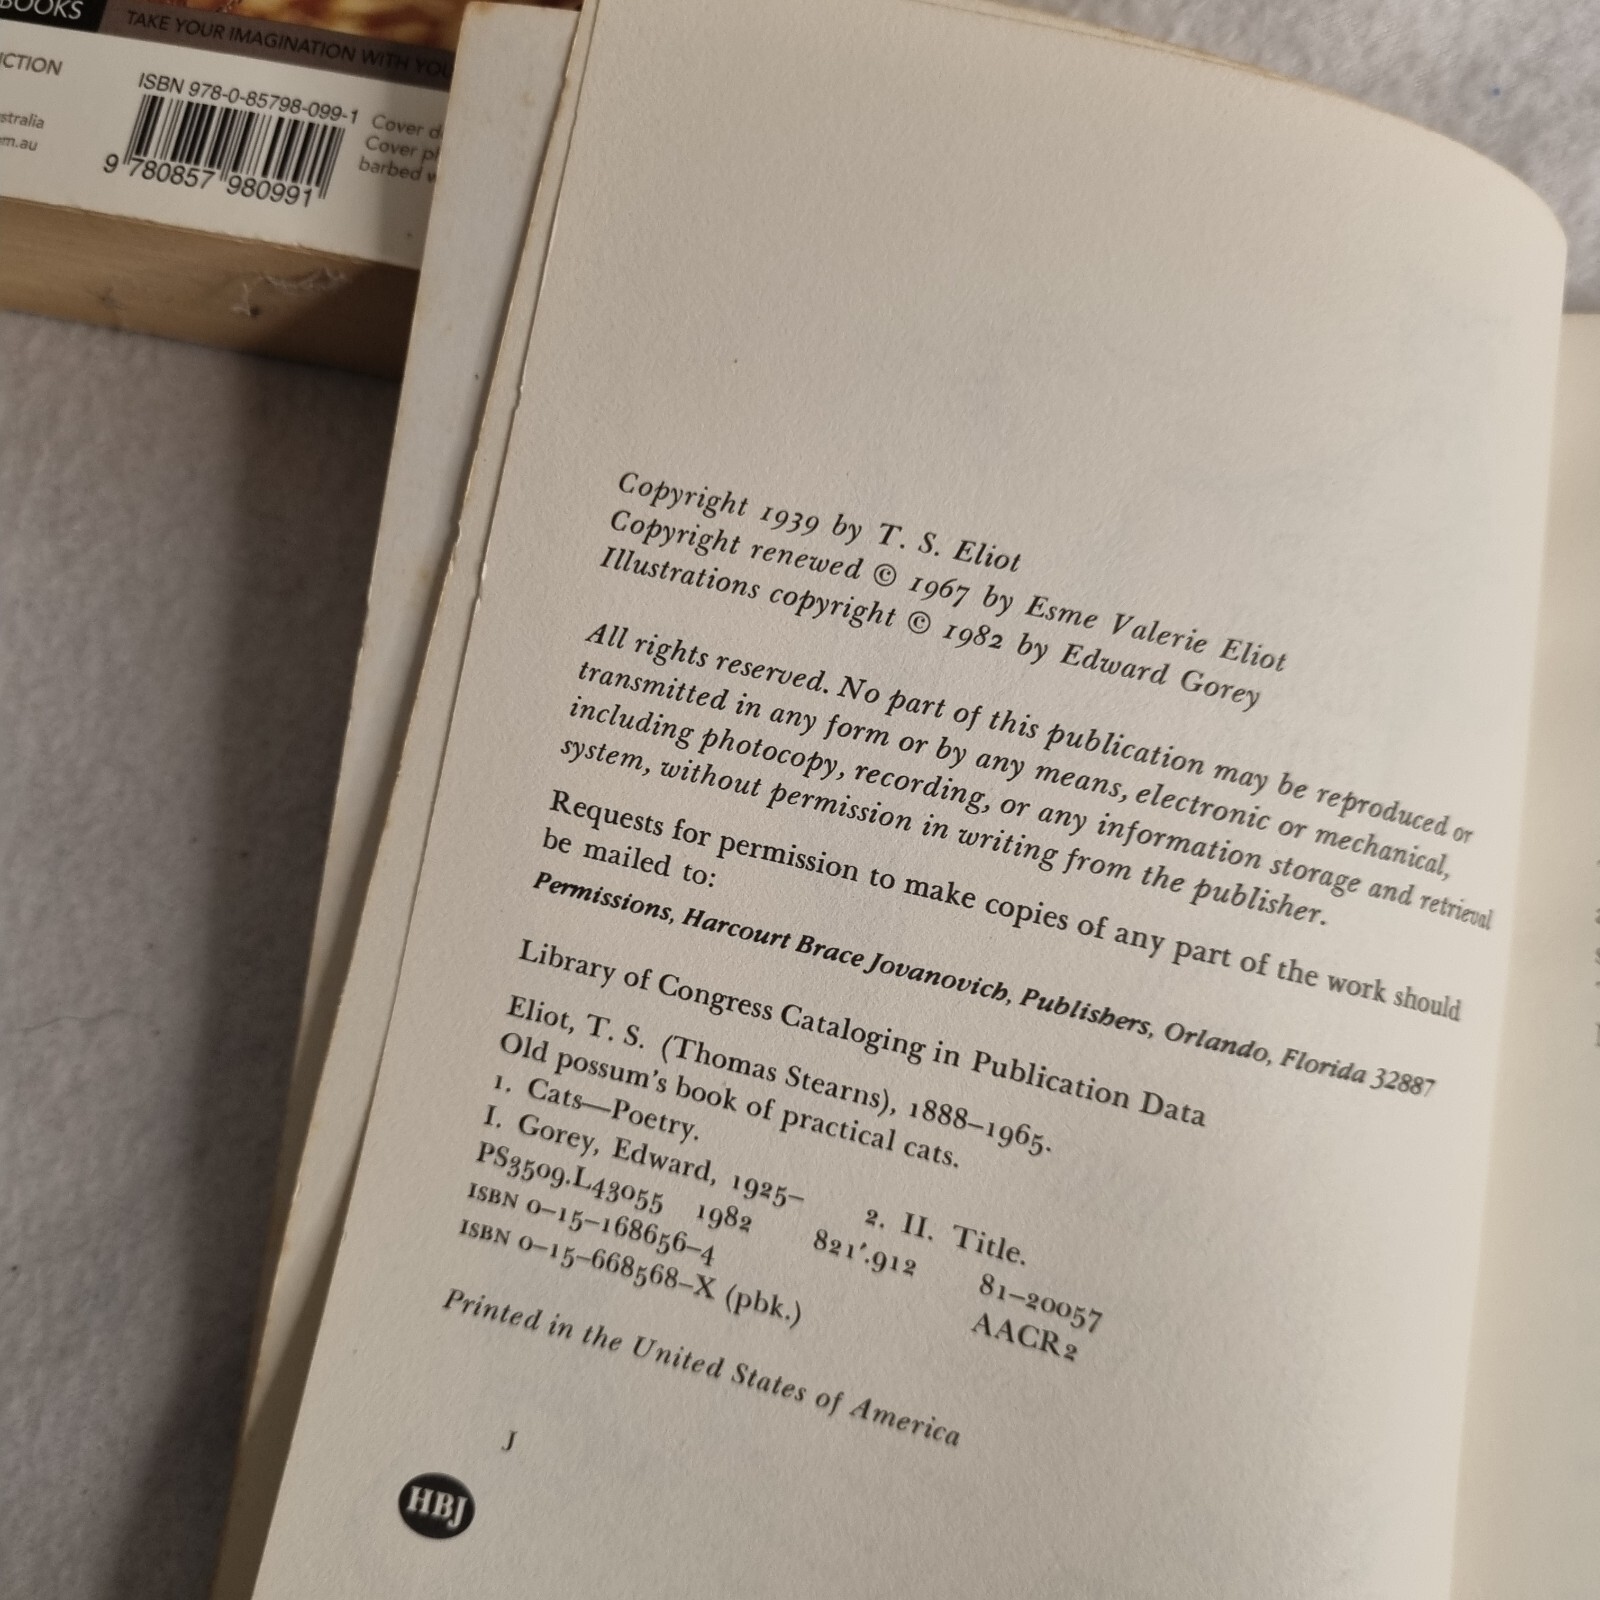 BOOKS
TAKE YOUR IMAGINATION WITH YOU
ISBN 978-0-85798-099-1
9 780857 980991
Cover
Cover
barbed
Copyright 1939 by T. S. Eliot
Copyright renewed © 1967 by Esme Valerie Eliot
Illustrations copyright © 1982 by Edward Gorey
All rights reserved. No part of this publication may be reproduced or
transmitted in any form or by any means, electronic or mechanical,
including photocopy, recording, or any information storage and retrieval
system, without permission in writing from the publisher.
Requests for permission to make copies of any part of the work should
be mailed to:
Permissions, Harcourt Brace Jovanovich, Publishers, Orlando, Florida 32887
Library of Congress Cataloging in Publication Data
Eliot, T. S. (Thomas Stearns), 1888–1965.
Old possum's book of practical cats.
1. Cats—Poetry.
I. Gorey, Edward, 1925– 2. II. Title.
PS3509.L43055 1982 821'.912 81–20057
ISBN 0–15–168656–4 AACR2
ISBN 0–15–668568–X (pbk.)
Printed in the United States of America
J
HBJ